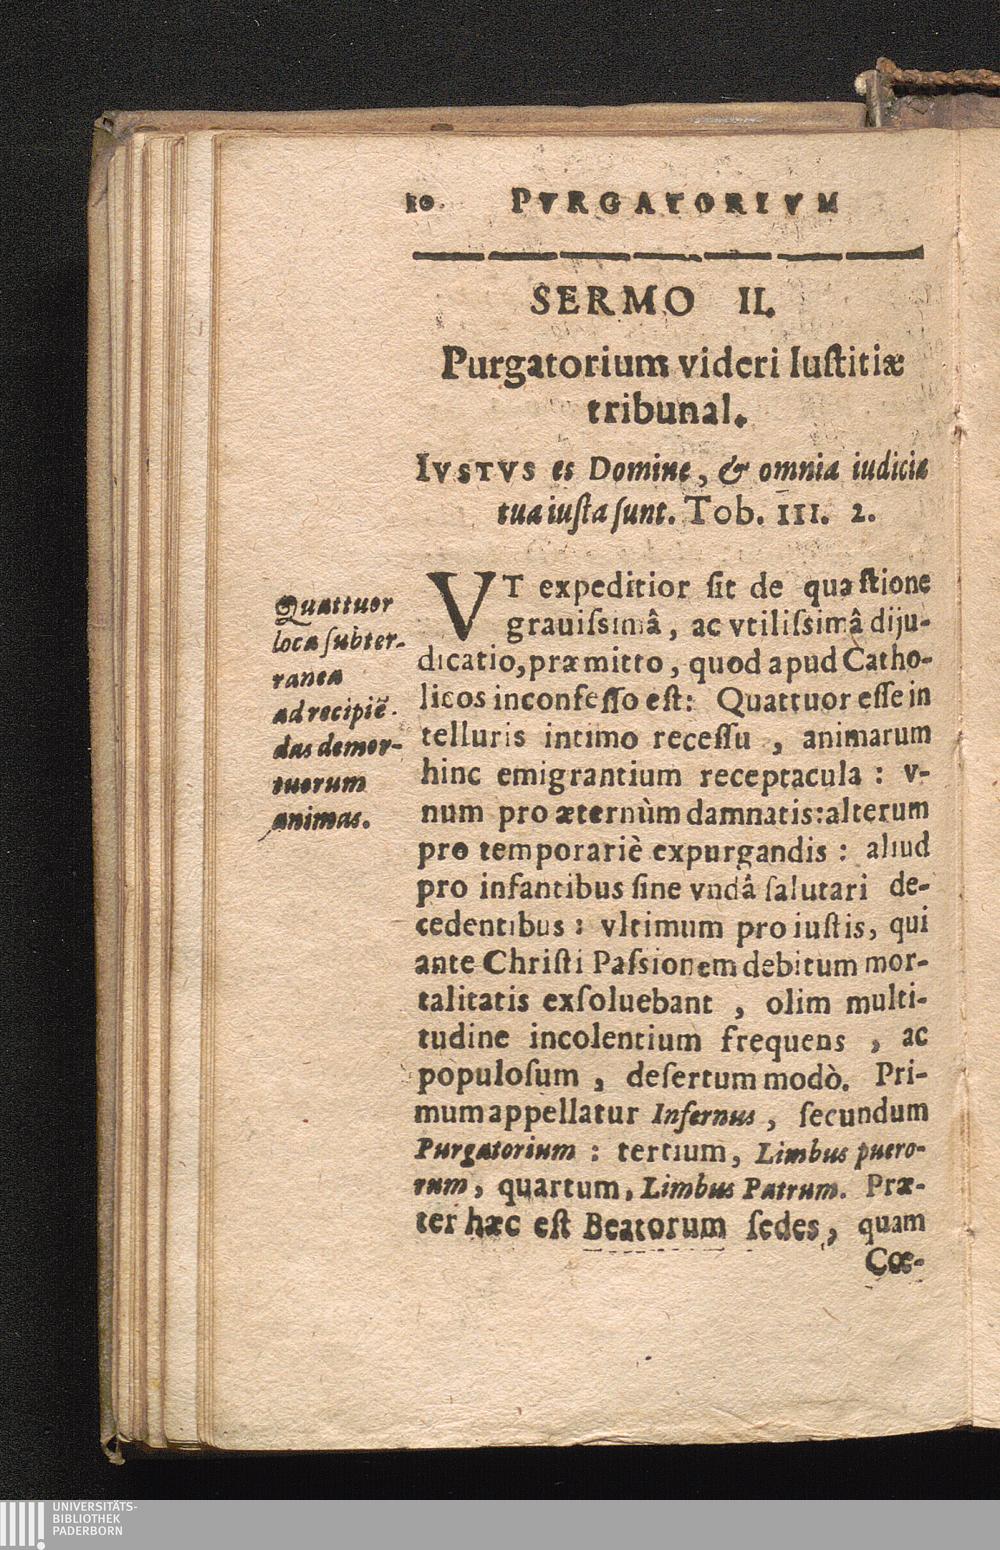 10. PVRGATORIVM
SERMO II.
Purgatorium videri Iuſtitiæ
tribunal.
IVSTVS es Domine, & omnia iudicia
tua iuſta ſunt. Tob. III. 2.
Quattuor
loca ſubter-
ranea
ad recipiē-
das demor-
tuorum
animas.
VT expeditior ſit de quæſtione
grauiſsimâ, ac vtiliſsimâ diju-
dicatio, præmitto, quod apud Catho-
licos inconfeſſo eſt: Quattuor eſſe in
telluris intimo receſſu, animarum
hinc emigrantium receptacula: v-
num pro æternùm damnatis: alterum
pro temporariè expurgandis: aliud
pro infantibus ſine vndâ ſalutari de-
cedentibus: vltimum pro iuſtis, qui
ante Chriſti Paſsionem debitum mor-
talitatis exſoluebant, olim multi-
tudine incolentium frequens, ac
populoſum, deſertum modò. Pri-
mum appellatur Infernus, ſecundum
Purgatorium: tertium, Limbus puero-
rum, quartum, Limbus Patrum. Præ-
ter hæc eſt Beatorum ſedes, quam
Cœ-
UNIVERSITÄTS-
BIBLIOTHEK
PADERBORN